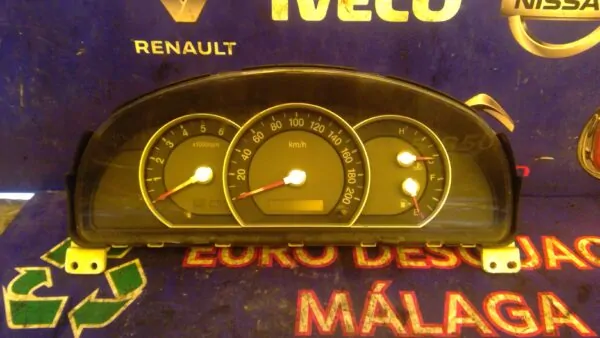 IVECO
NISSA
RENAULT
1 2 3 4 5 6
x1000rpm
20 40 60 80 100 120 140 160 180 200
km/h
H
EURO DESGUAC
MÁLAGA